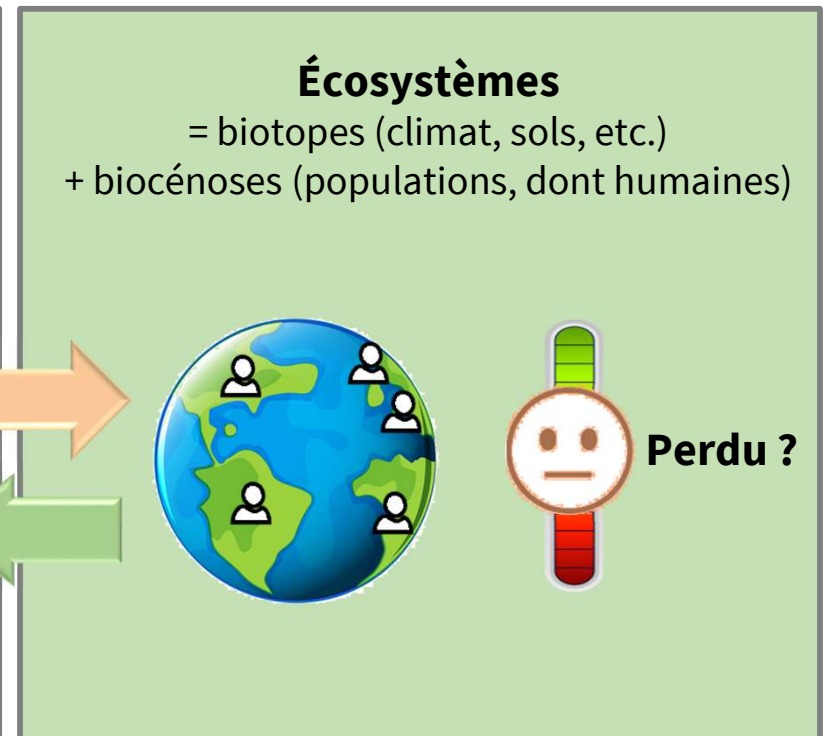 Écosystèmes
= biotopes (climat, sols, etc.)
+ biocénoses (populations, dont humaines)
Perdu ?